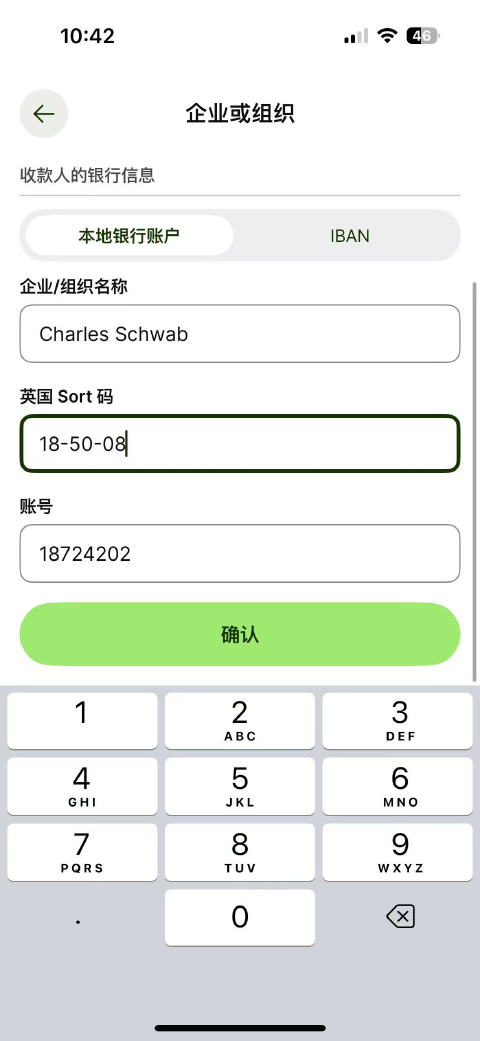 10:42
46
企业或组织
收款人的银行信息
本地银行账户 IBAN
企业/组织名称
Charles Schwab
英国 Sort 码
18-50-08
账号
18724202
确认
1 2 3
ABC DEF
4 5 6
GHI JKL MNO
7 8 9
PQRS TUV WXYZ
. 0